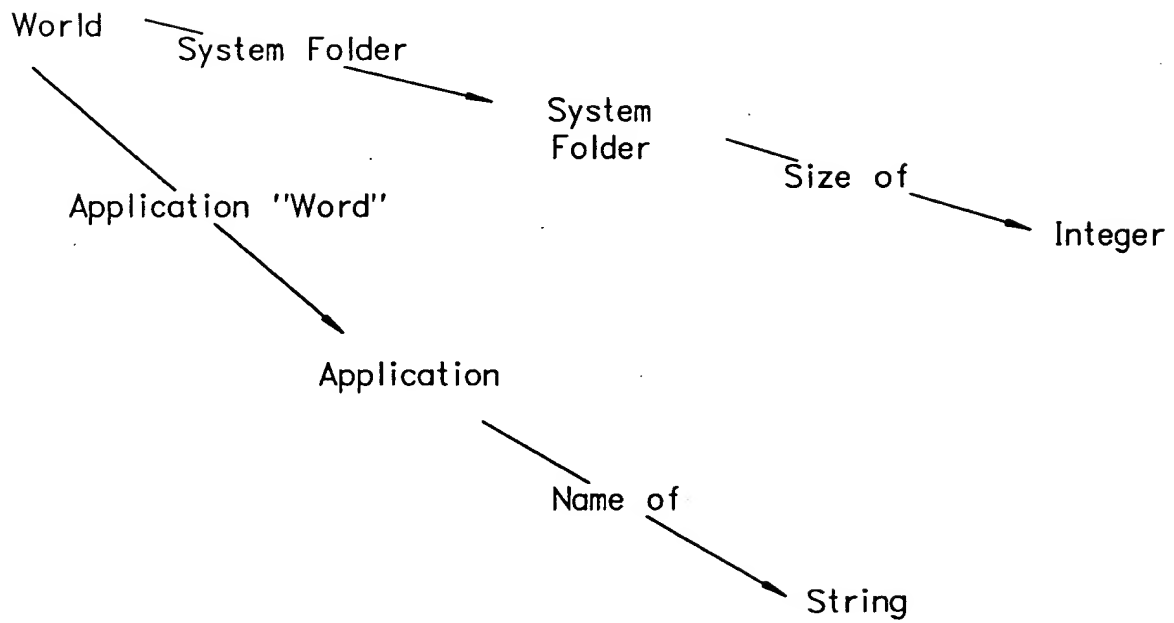 World
System Folder
System
Folder
Size of
Application "Word"
Integer
Application
Name of
String